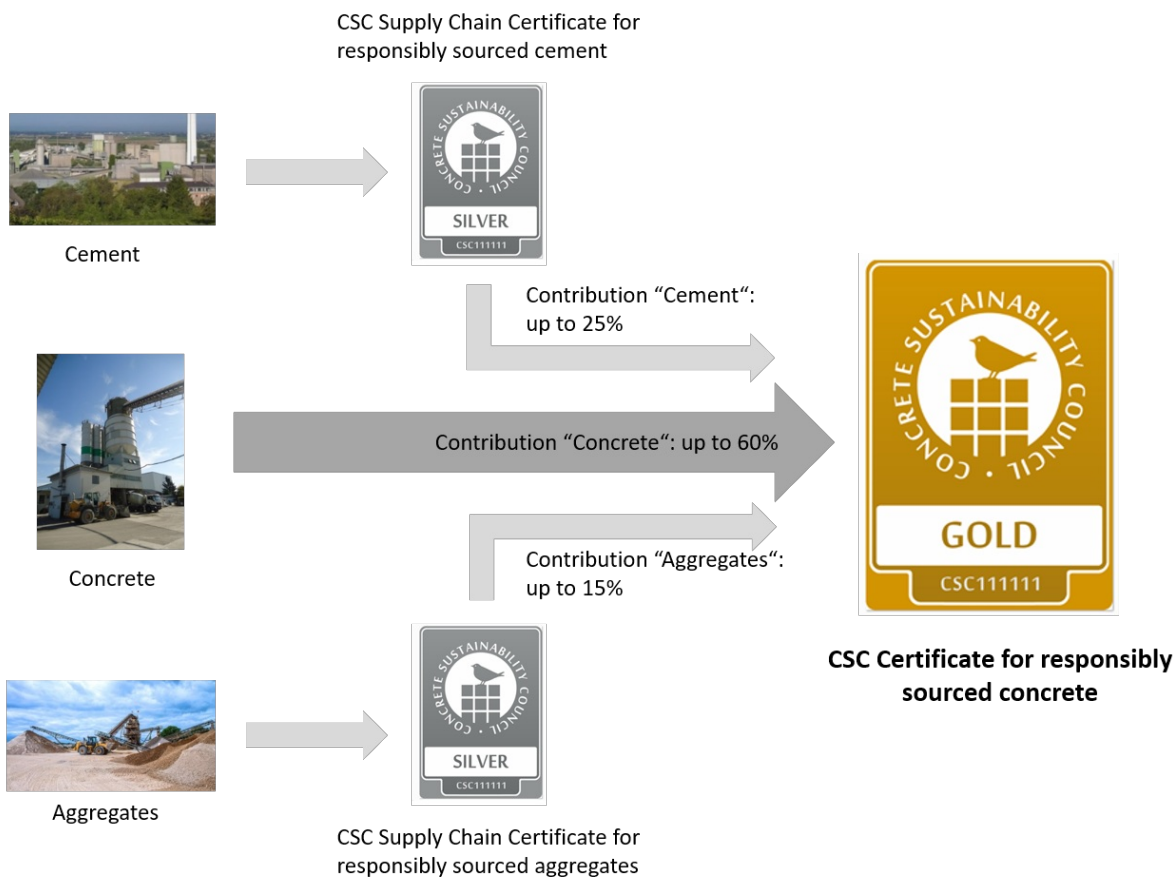 CSC Supply Chain Certificate for
responsibly sourced cement
CONCRETE SUSTAINABILITY COUNCIL ·
SILVER
CSC111111
Cement
Contribution “Cement“:
up to 25%
Contribution “Concrete“: up to 60%
Concrete
Contribution “Aggregates“:
up to 15%
CONCRETE SUSTAINABILITY COUNCIL ·
GOLD
CSC111111
CSC Certificate for responsibly
sourced concrete
CONCRETE SUSTAINABILITY COUNCIL ·
SILVER
CSC111111
Aggregates
CSC Supply Chain Certificate for
responsibly sourced aggregates